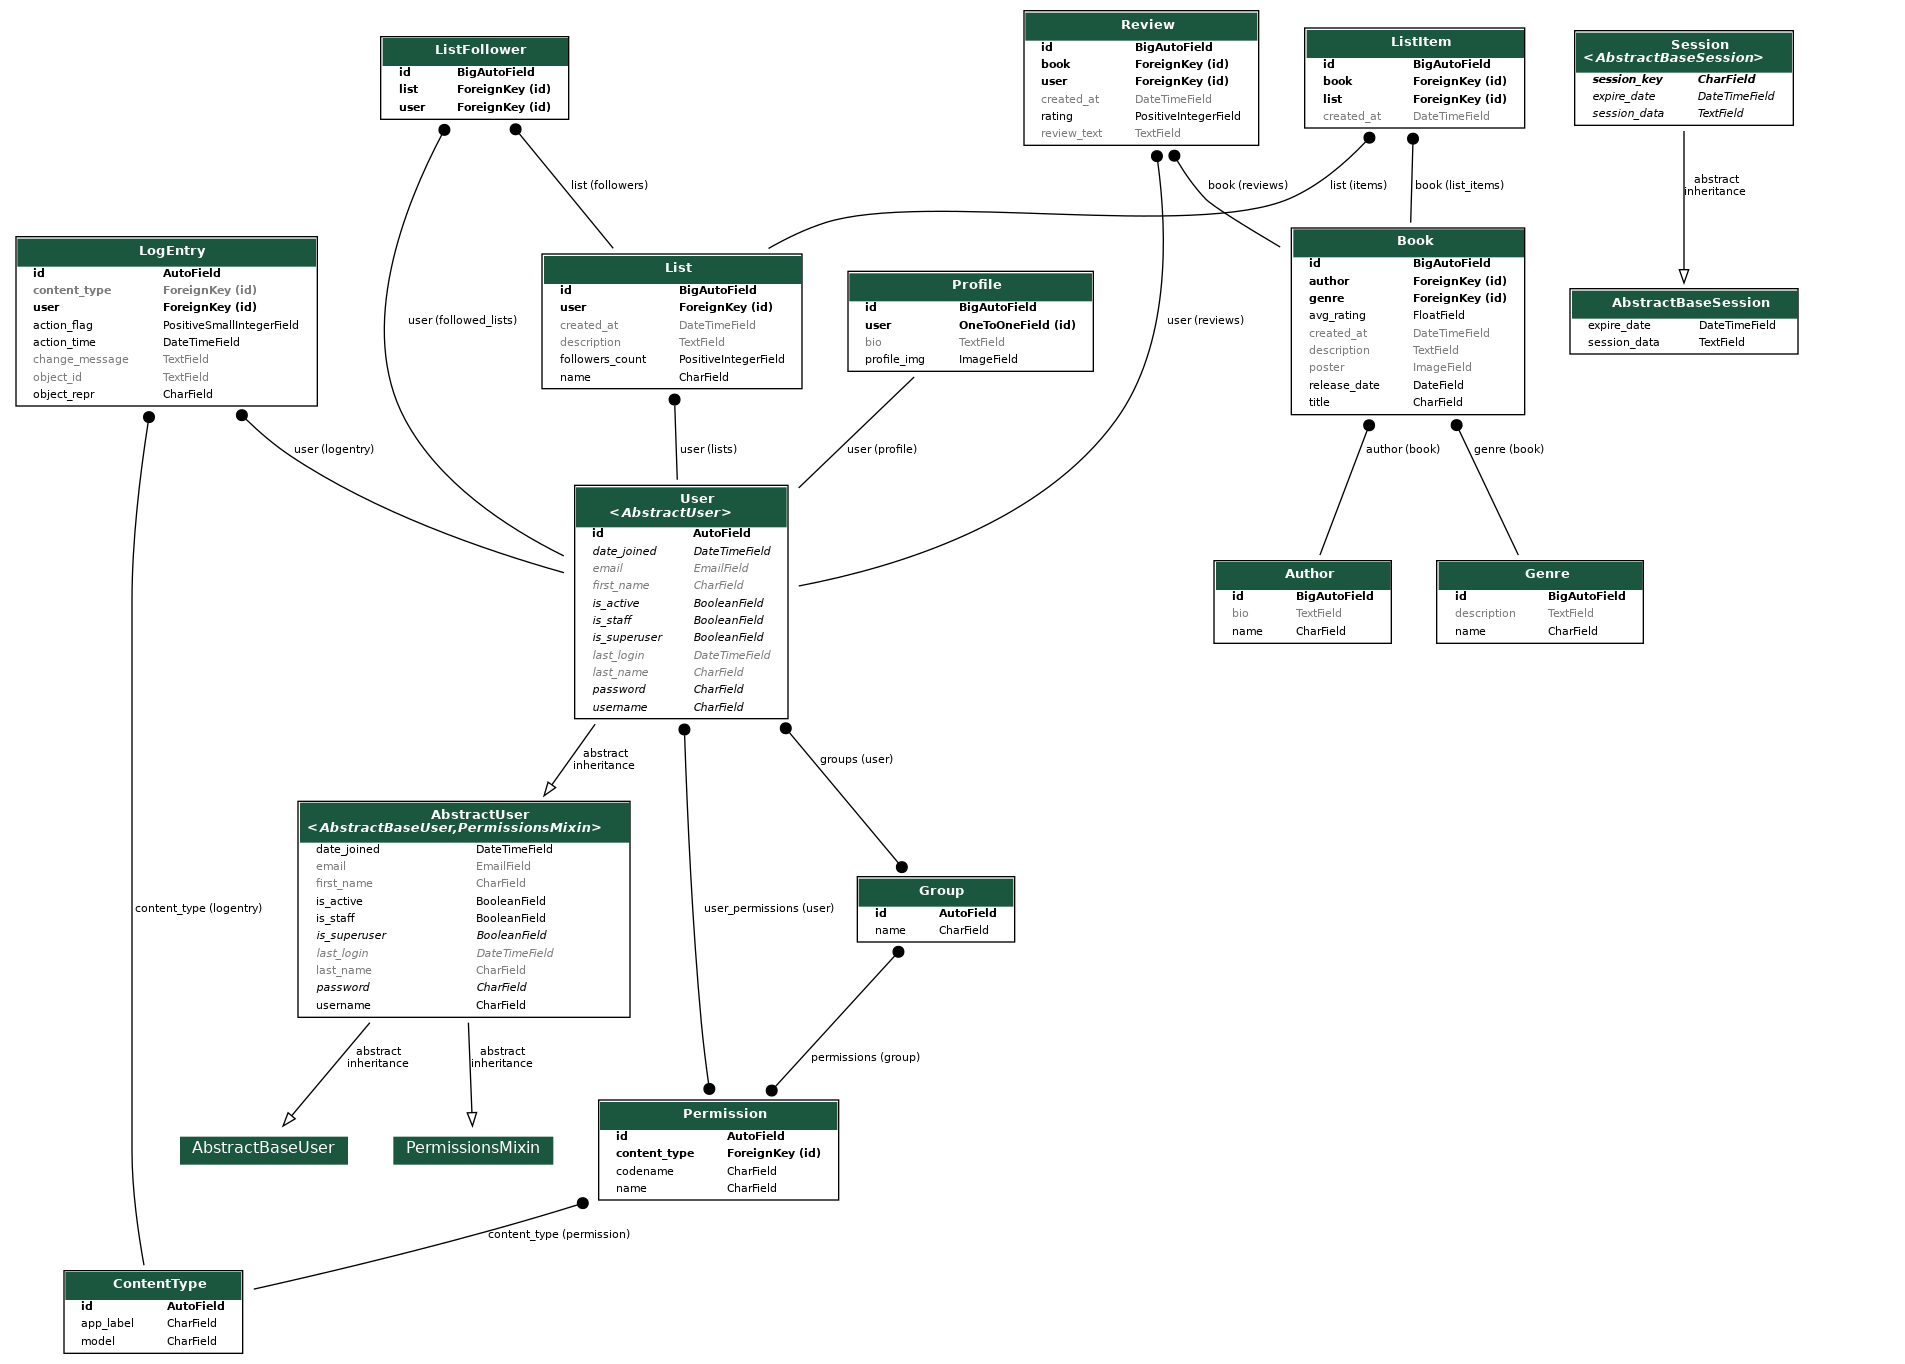 ListFollower
id BigAutoField
list ForeignKey (id)
user ForeignKey (id)
Review
id BigAutoField
book ForeignKey (id)
user ForeignKey (id)
created_at DateTimeField
rating PositiveIntegerField
review_text TextField
ListItem
id BigAutoField
book ForeignKey (id)
list ForeignKey (id)
created_at DateTimeField
Session
<AbstractBaseSession>
session_key CharField
expire_date DateTimeField
session_data TextField
list (followers)
book (reviews)
list (items)
book (list_items)
abstract
inheritance
LogEntry
id AutoField
content_type ForeignKey (id)
user ForeignKey (id)
action_flag PositiveSmallIntegerField
action_time DateTimeField
change_message TextField
object_id TextField
object_repr CharField
user (followed_lists)
List
id BigAutoField
user ForeignKey (id)
created_at DateTimeField
description TextField
followers_count PositiveIntegerField
name CharField
Profile
id BigAutoField
user OneToOneField (id)
bio TextField
profile_img ImageField
user (reviews)
Book
id BigAutoField
author ForeignKey (id)
genre ForeignKey (id)
avg_rating FloatField
created_at DateTimeField
description TextField
poster ImageField
release_date DateField
title CharField
AbstractBaseSession
expire_date DateTimeField
session_data TextField
user (logentry)
user (lists)
user (profile)
author (book)
genre (book)
User
<AbstractUser>
id AutoField
date_joined DateTimeField
email EmailField
first_name CharField
is_active BooleanField
is_staff BooleanField
is_superuser BooleanField
last_login DateTimeField
last_name CharField
password CharField
username CharField
Author
id BigAutoField
bio TextField
name CharField
Genre
id BigAutoField
description TextField
name CharField
abstract
inheritance
groups (user)
AbstractUser
<AbstractBaseUser,PermissionsMixin>
date_joined DateTimeField
email EmailField
first_name CharField
is_active BooleanField
is_staff BooleanField
is_superuser BooleanField
last_login DateTimeField
last_name CharField
password CharField
username CharField
content_type (logentry)
user_permissions (user)
Group
id AutoField
name CharField
abstract
inheritance
abstract
inheritance
permissions (group)
AbstractBaseUser
PermissionsMixin
Permission
id AutoField
content_type ForeignKey (id)
codename CharField
name CharField
content_type (permission)
ContentType
id AutoField
app_label CharField
model CharField